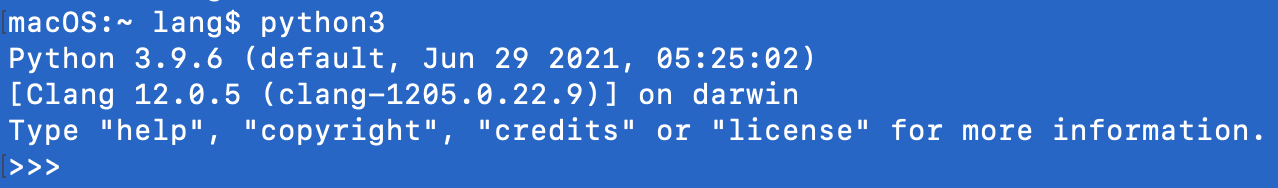 macOS:~ lang$ python3
Python 3.9.6 (default, Jun 29 2021, 05:25:02)
[Clang 12.0.5 (clang-1205.0.22.9)] on darwin
Type "help", "copyright", "credits" or "license" for more information.
>>>